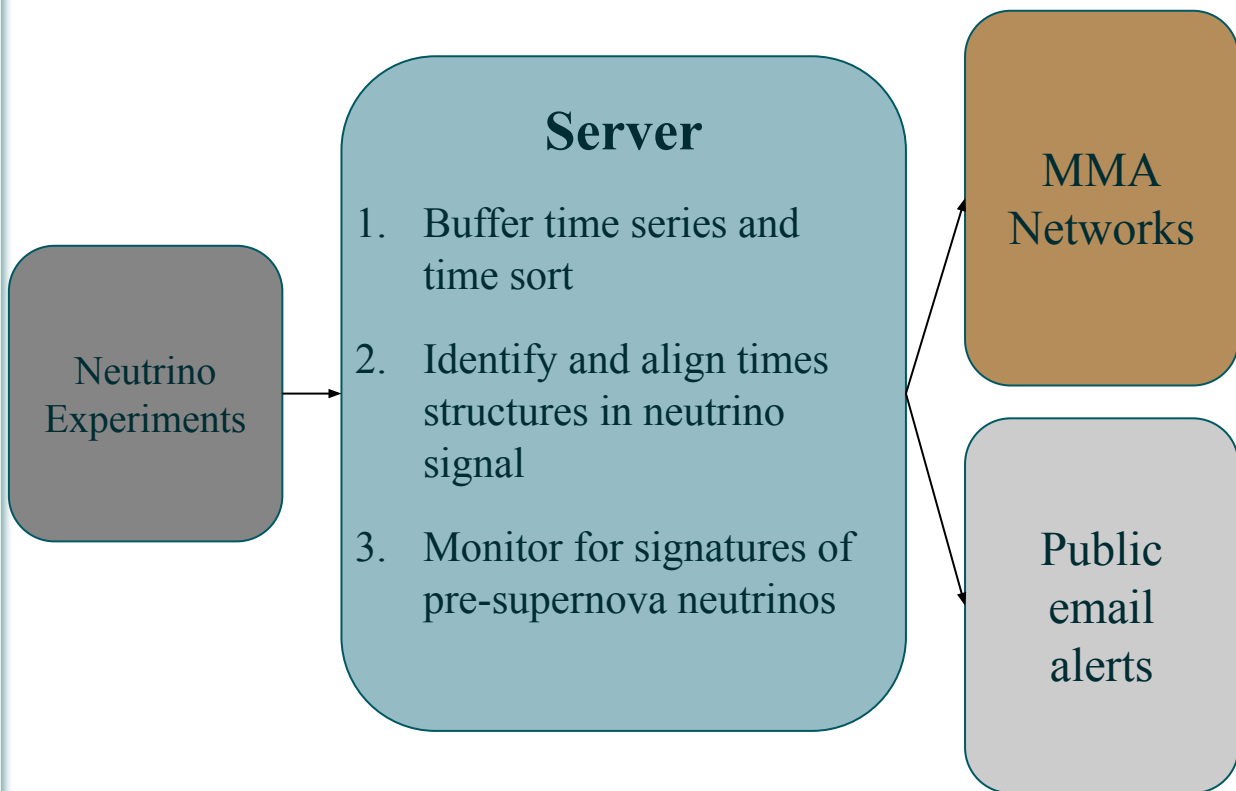 Neutrino
Experiments
Server
1. Buffer time series and
time sort
2. Identify and align times
structures in neutrino
signal
3. Monitor for signatures of
pre-supernova neutrinos
MMA
Networks
Public
email
alerts